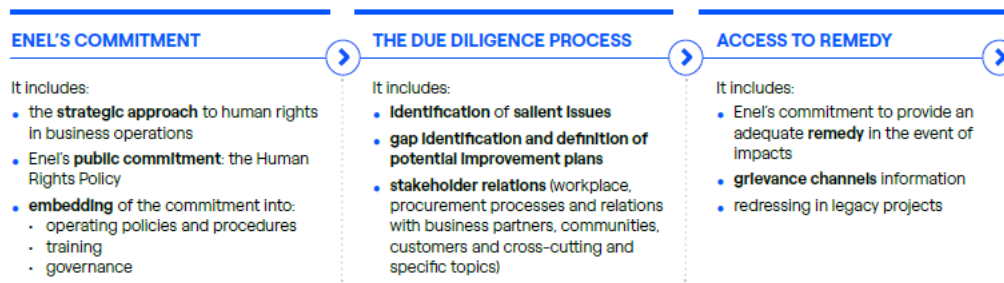 ENEL'S COMMITMENT
It includes:
• the strategic approach to human rights
in business operations
• Enel's public commitment: the Human
Rights Policy
• embedding of the commitment into:
· operating policies and procedures
· training
· governance
THE DUE DILIGENCE PROCESS
It includes:
• identification of salient issues
• gap identification and definition of
potential improvement plans
• stakeholder relations (workplace,
procurement processes and relations
with business partners, communities,
customers and cross-cutting and
specific topics)
ACCESS TO REMEDY
It includes:
• Enel's commitment to provide an
adequate remedy in the event of
impacts
• grievance channels information
• redressing in legacy projects